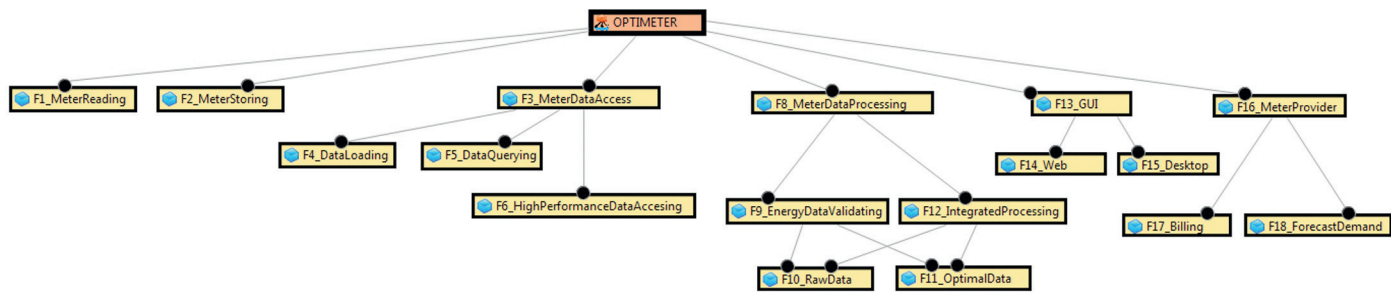 OPTIMETER
F1_MeterReading
F2_MeterStoring
F3_MeterDataAccess
F8_MeterDataProcessing
F13_GUI
F16_MeterProvider
F4_DataLoading
F5_DataQuerying
F14_Web
F15_Desktop
F6_HighPerformanceDataAccesing
F9_EnergyDataValidating
F12_IntegratedProcessing
F17_Billing
F18_ForecastDemand
F10_RawData
F11_OptimalData